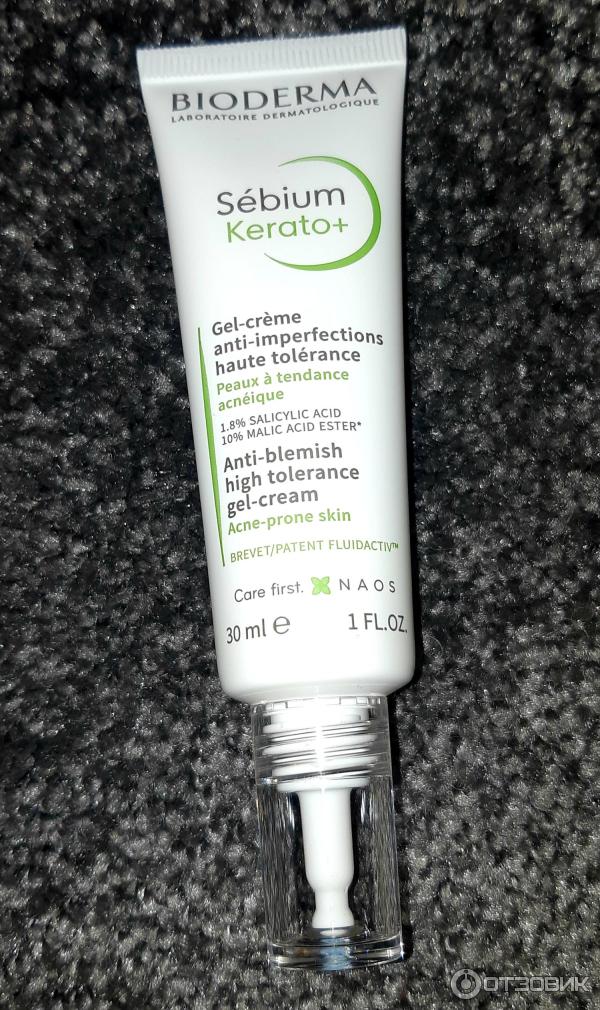 BIODERMA
LABORATOIRE DERMATOLOGIQUE
Sébium
Kerato+
Gel-crème
anti-imperfections
haute tolérance
Peaux à tendance
acnéique
1.8% SALICYLIC ACID
10% MALIC ACID ESTER*
Anti-blemish
high tolerance
gel-cream
Acne-prone skin
BREVET/PATENT FLUIDACTIV™
Care first. NAOS
30 ml e 1 FL.OZ.
ОТЗОВИК